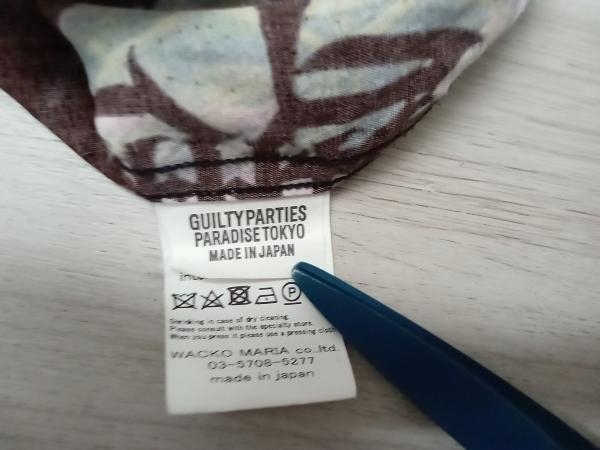 GUILTY PARTIES
PARADISE TOKYO
MADE IN JAPAN
P
Shrinking in case of dry cleaning.
Please consult with the specialty store.
When you press it please use a pressing cloth
WACKO MARIA co.,ltd.
03-5708-5277
made in japan